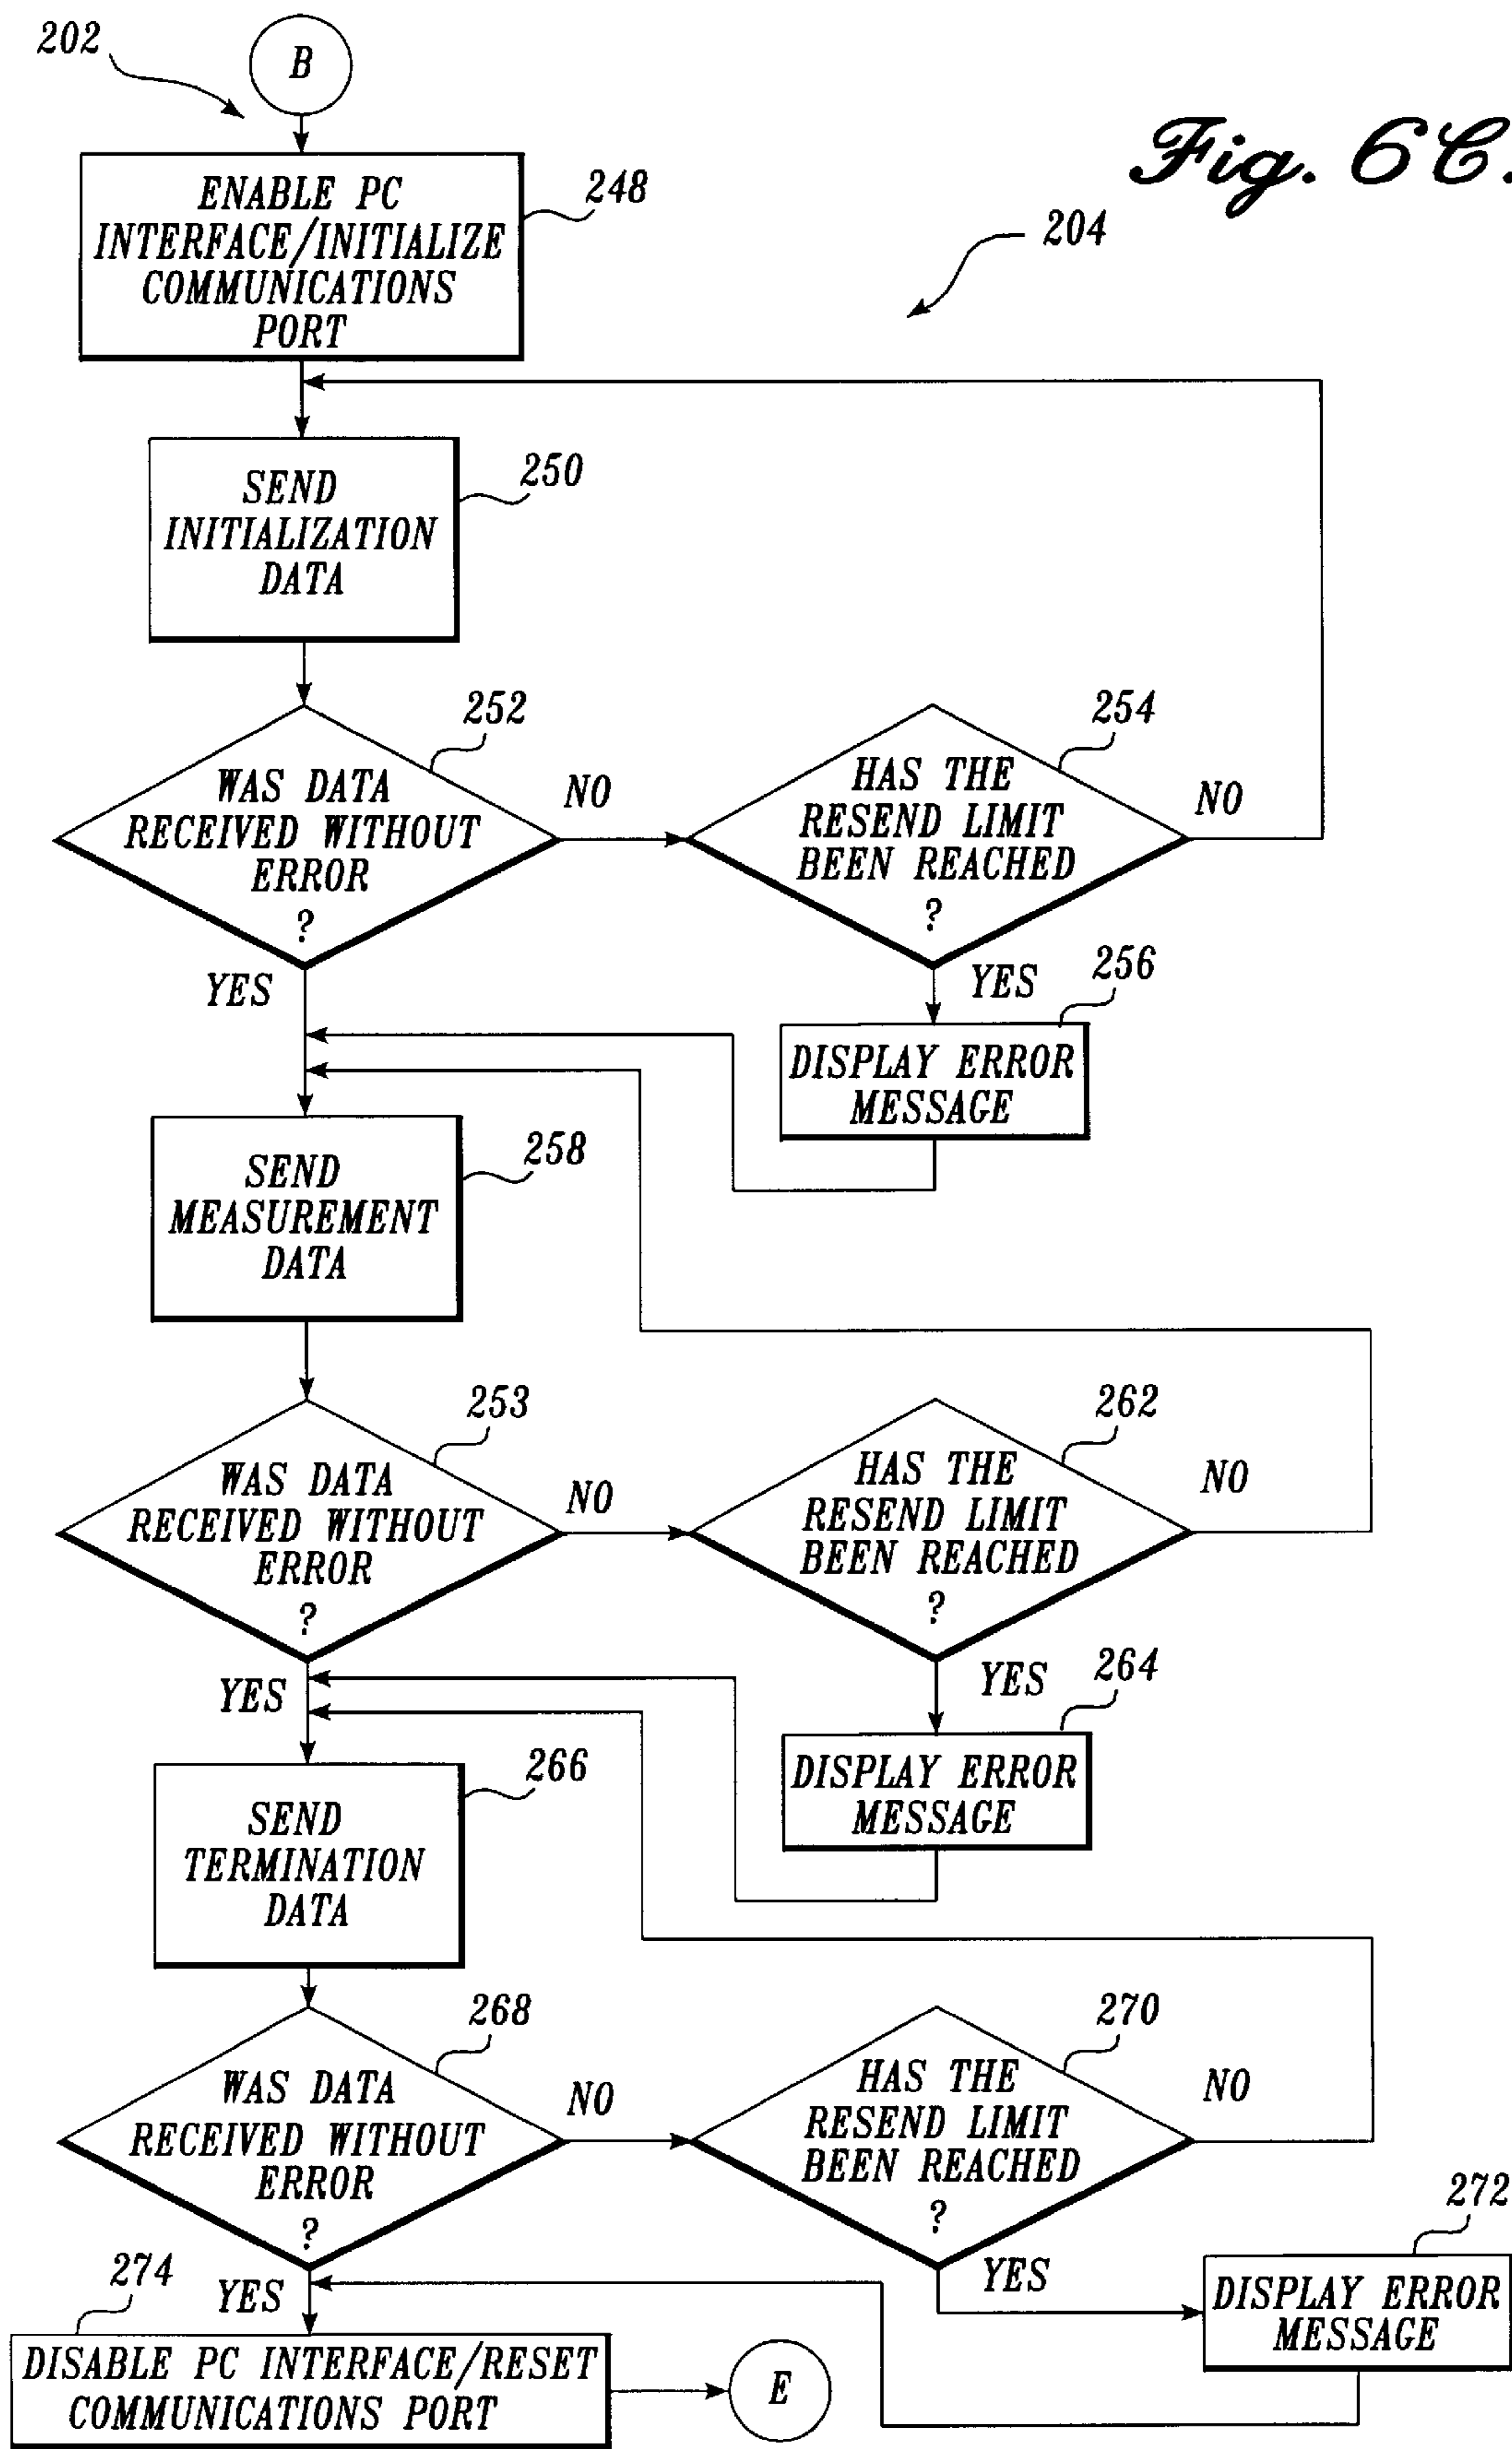 202
B
Fig. 6C.
ENABLE PC
INTERFACE/INITIALIZE
COMMUNICATIONS
PORT
248
204
SEND
INITIALIZATION
DATA
250
WAS DATA
RECEIVED WITHOUT
ERROR
?
252
NO
HAS THE
RESEND LIMIT
BEEN REACHED
?
254
NO
YES
YES
256
DISPLAY ERROR
MESSAGE
SEND
MEASUREMENT
DATA
258
WAS DATA
RECEIVED WITHOUT
ERROR
?
253
NO
HAS THE
RESEND LIMIT
BEEN REACHED
?
262
NO
YES
YES
264
DISPLAY ERROR
MESSAGE
SEND
TERMINATION
DATA
266
WAS DATA
RECEIVED WITHOUT
ERROR
?
268
NO
HAS THE
RESEND LIMIT
BEEN REACHED
?
270
NO
272
YES
DISPLAY ERROR
MESSAGE
274
YES
DISABLE PC INTERFACE/RESET
COMMUNICATIONS PORT
E